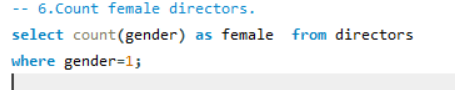 -- 6.Count female directors.
select count(gender) as female  from directors
where gender=1;